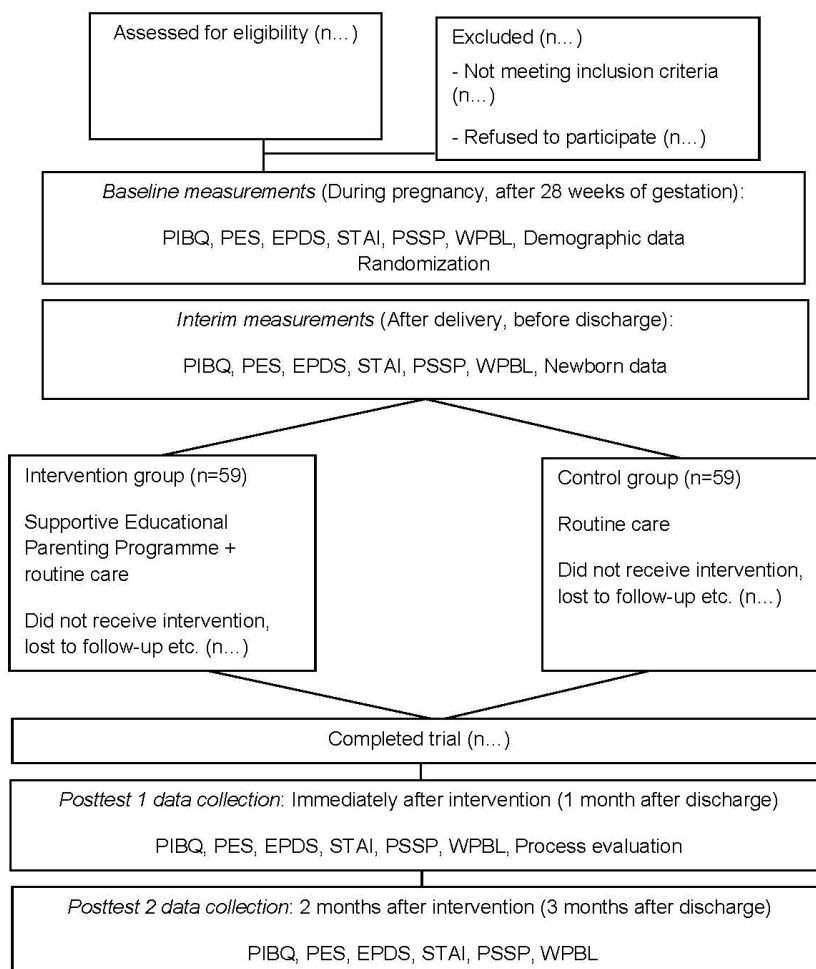 Assessed for eligibility (n...)
Excluded (n...)
- Not meeting inclusion criteria
(n...)
- Refused to participate (n...)
Baseline measurements (During pregnancy, after 28 weeks of gestation):
PIBQ, PES, EPDS, STAI, PSSP, WPBL, Demographic data
Randomization
Interim measurements (After delivery, before discharge):
PIBQ, PES, EPDS, STAI, PSSP, WPBL, Newborn data
Intervention group (n=59)
Supportive Educational
Parenting Programme +
routine care
Did not receive intervention,
lost to follow-up etc. (n...)
Control group (n=59)
Routine care
Did not receive intervention,
lost to follow-up etc. (n...)
Completed trial (n...)
Posttest 1 data collection: Immediately after intervention (1 month after discharge)
PIBQ, PES, EPDS, STAI, PSSP, WPBL, Process evaluation
Posttest 2 data collection: 2 months after intervention (3 months after discharge)
PIBQ, PES, EPDS, STAI, PSSP, WPBL